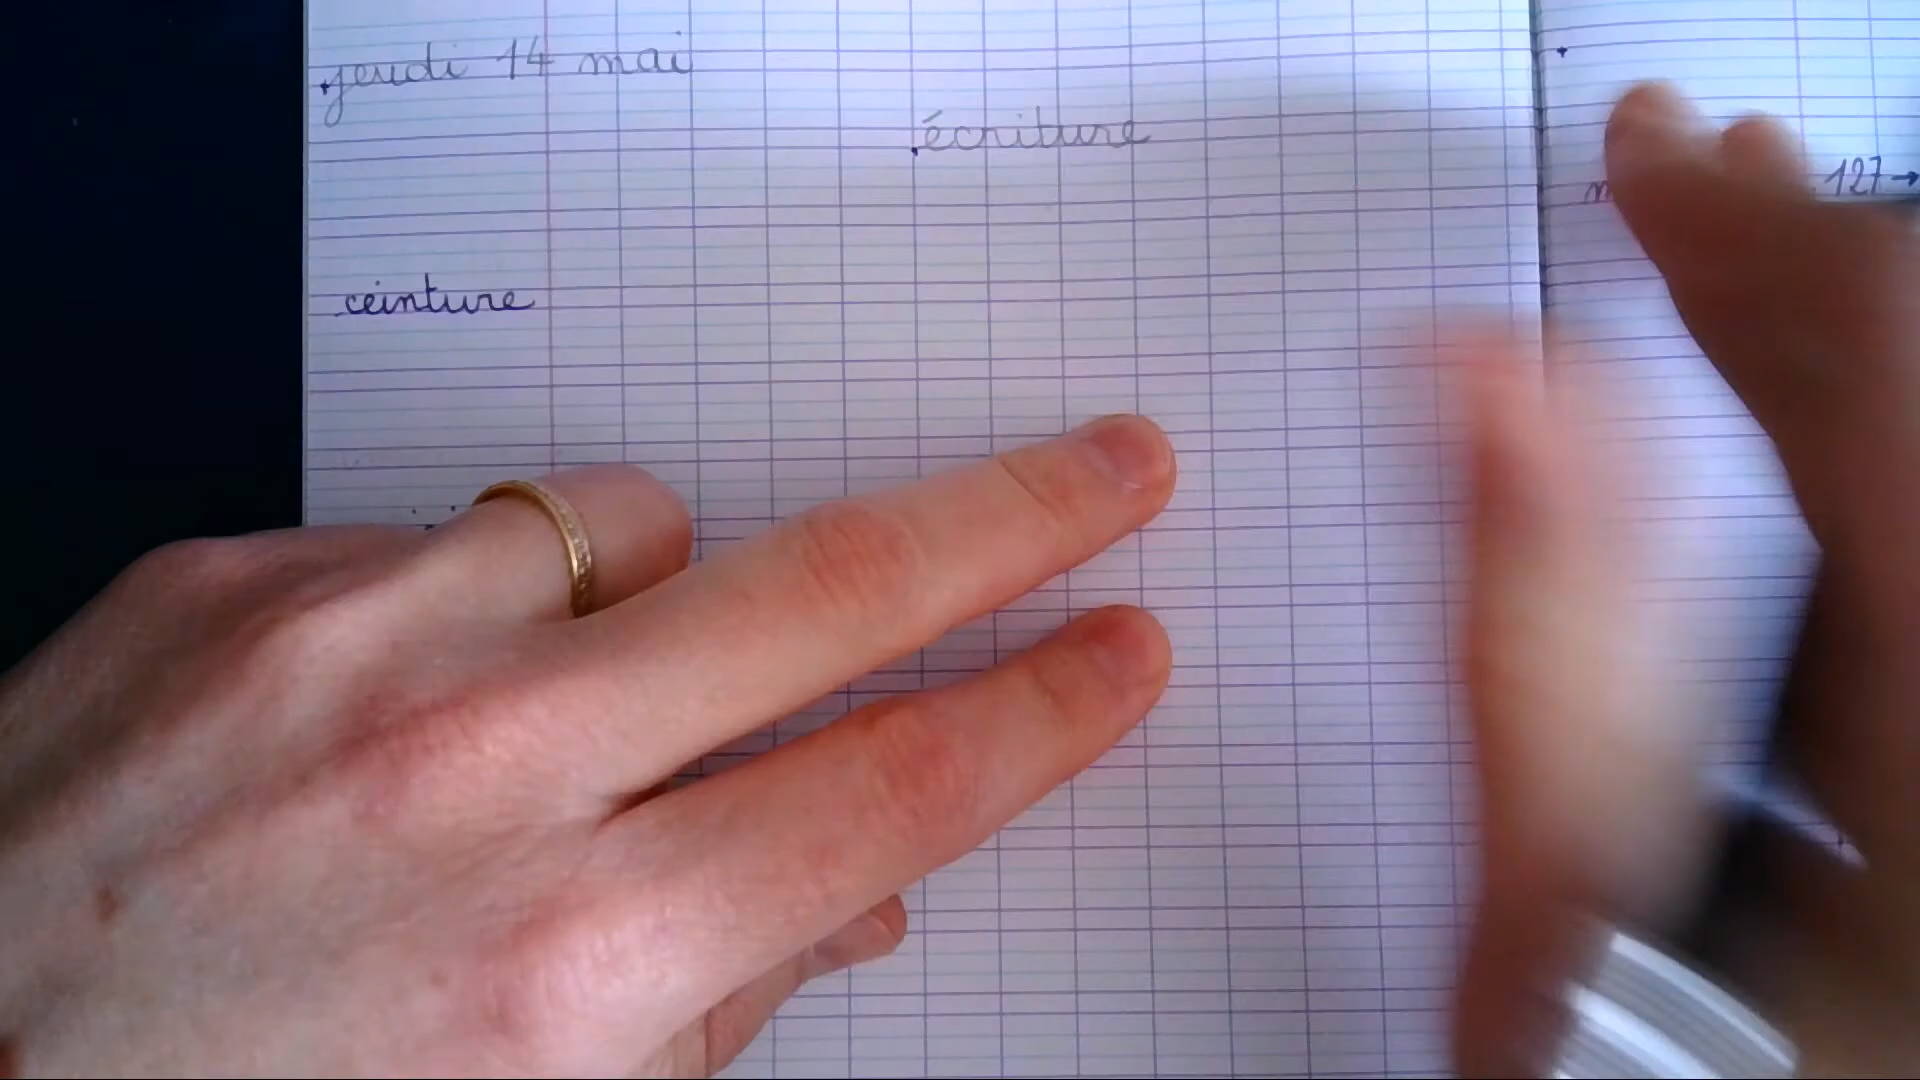 jeudi 14 mai
écriture
ceinture
127 →